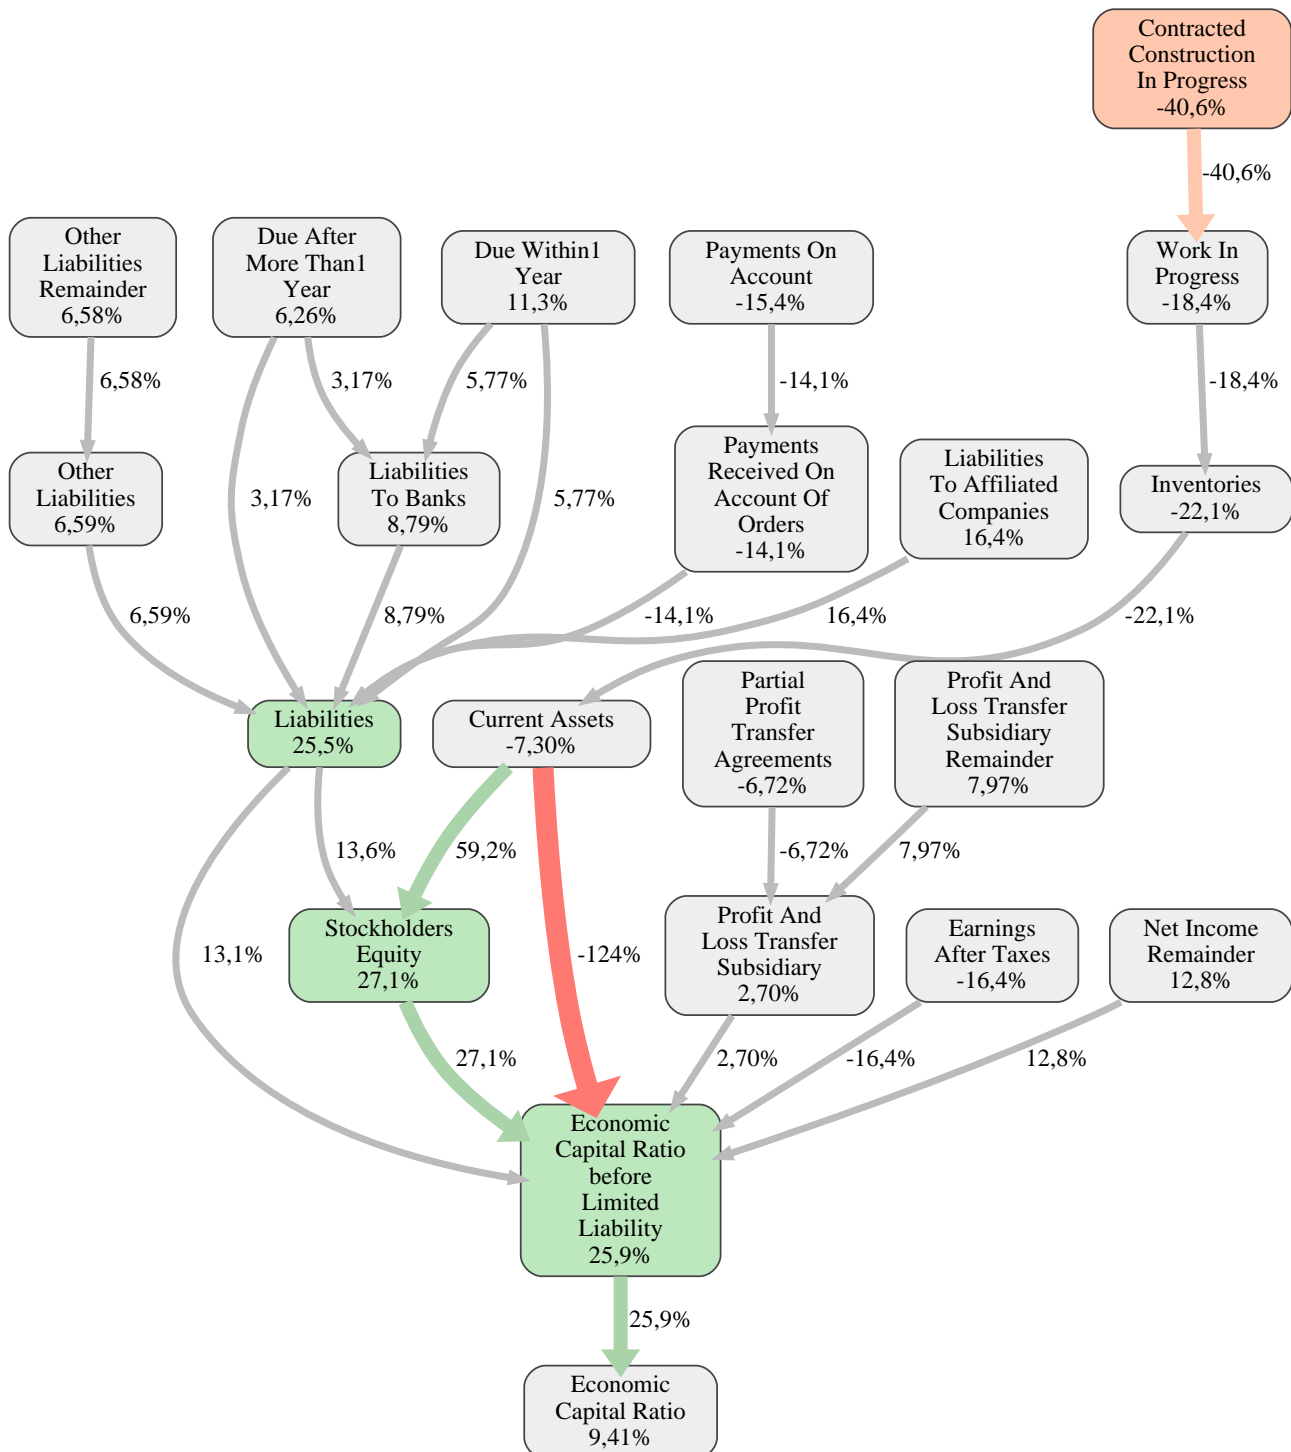 Contracted
Construction
In Progress
-40,6%
-40,6%
Other
Liabilities
Remainder
6,58%
Due After
More Than1
Year
6,26%
Due Within1
Year
11,3%
Payments On
Account
-15,4%
Work In
Progress
-18,4%
6,58%
3,17%
5,77%
-14,1%
-18,4%
Other
Liabilities
6,59%
3,17%
Liabilities
To Banks
8,79%
5,77%
Payments
Received On
Account Of
Orders
-14,1%
Liabilities
To Affiliated
Companies
16,4%
Inventories
-22,1%
6,59%
8,79%
-14,1%
16,4%
-22,1%
Liabilities
25,5%
Current Assets
-7,30%
Partial
Profit
Transfer
Agreements
-6,72%
Profit And
Loss Transfer
Subsidiary
Remainder
7,97%
13,6%
59,2%
-6,72%
7,97%
13,1%
Stockholders
Equity
27,1%
-124%
Profit And
Loss Transfer
Subsidiary
2,70%
Earnings
After Taxes
-16,4%
Net Income
Remainder
12,8%
27,1%
2,70%
-16,4%
12,8%
Economic
Capital Ratio
before
Limited
Liability
25,9%
25,9%
Economic
Capital Ratio
9,41%